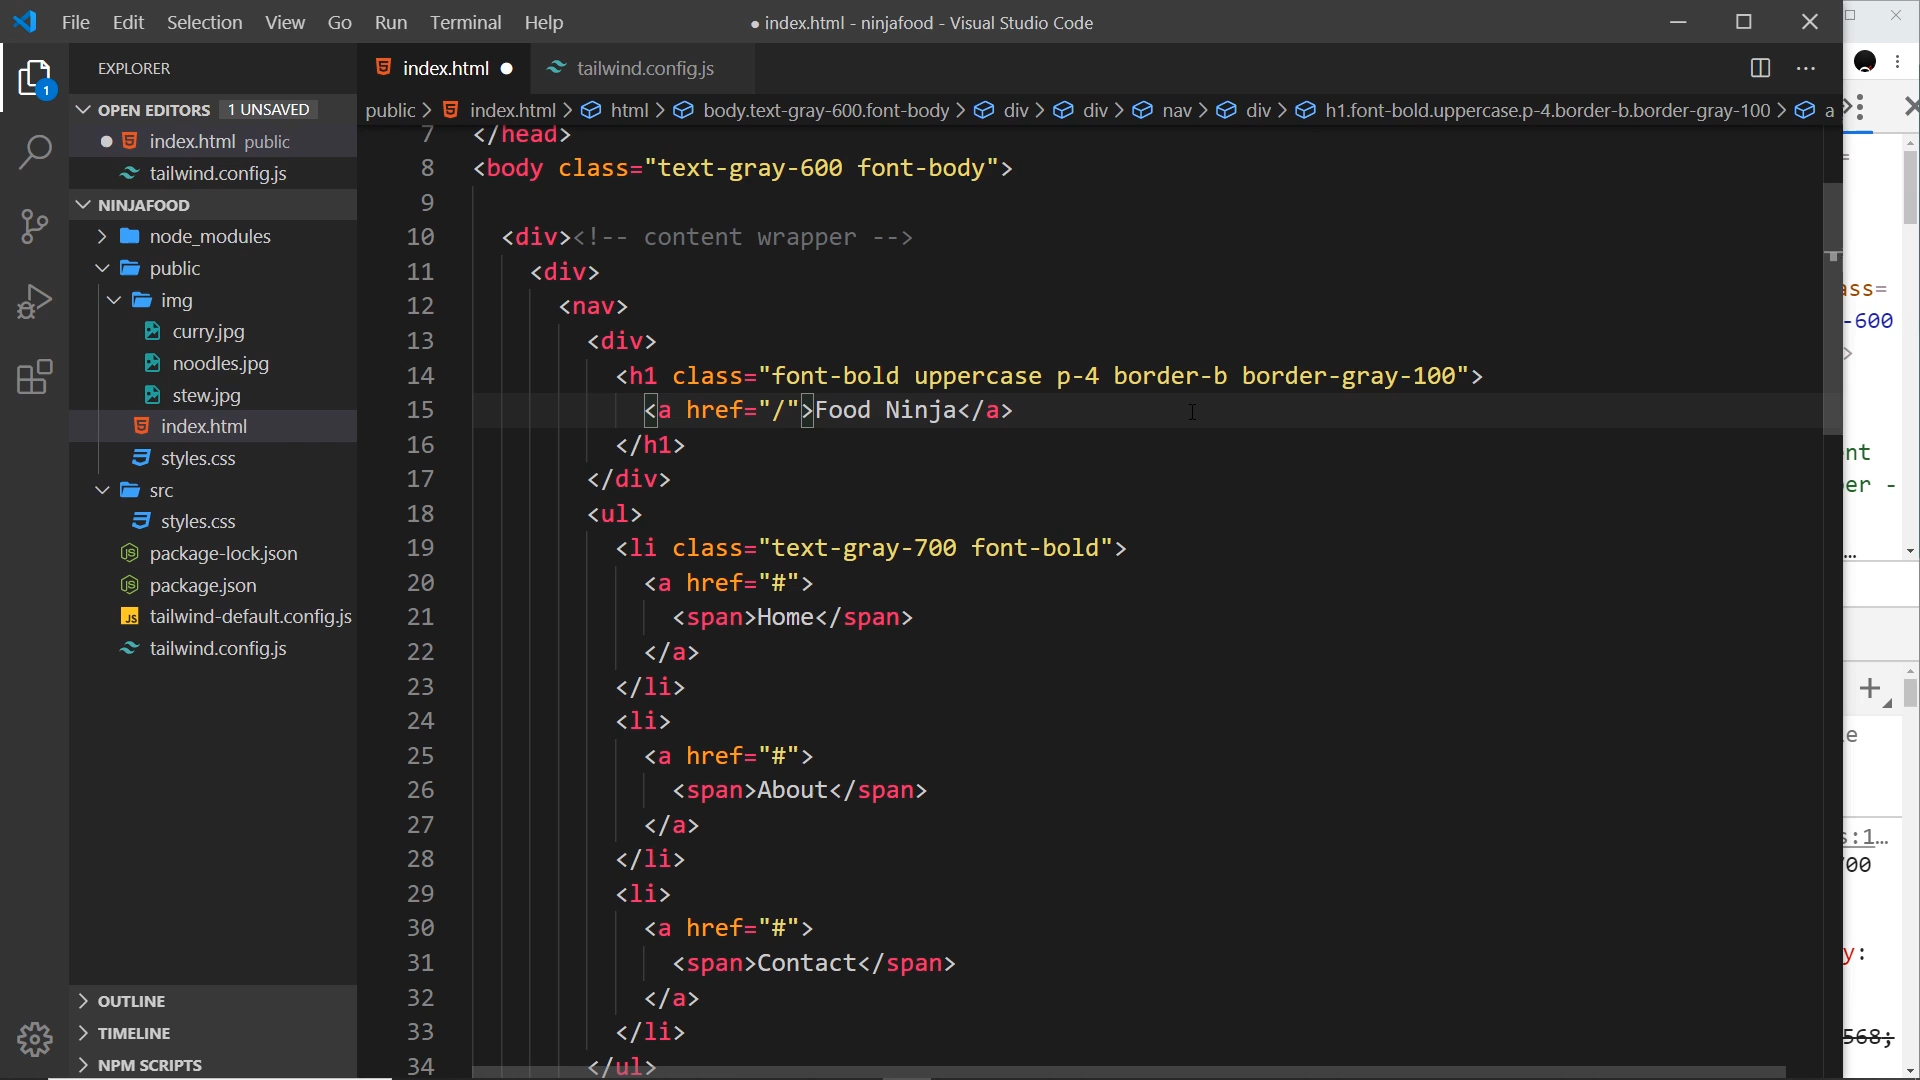 File Edit Selection View Go Run Terminal Help
● index.html - ninjafood - Visual Studio Code
EXPLORER
index.html
tailwind.config.js
OPEN EDITORS 1 UNSAVED
index.html public
tailwind.config.js
NINJAFOOD
node_modules
public
img
curry.jpg
noodles.jpg
stew.jpg
index.html
styles.css
src
styles.css
package-lock.json
package.json
tailwind-default.config.js
tailwind.config.js
OUTLINE
TIMELINE
NPM SCRIPTS
1
public > index.html > html > body.text-gray-600.font-body > div > div > nav > div > h1.font-bold.uppercase.p-4.border-b.border-gray-100 > a
7 </head>
8 <body class="text-gray-600 font-body">
9
10 <div><!-- content wrapper -->
11 <div>
12 <nav>
13 <div>
14 <h1 class="font-bold uppercase p-4 border-b border-gray-100">
15 <a href="/">Food Ninja</a>
16 </h1>
17 </div>
18 <ul>
19 <li class="text-gray-700 font-bold">
20 <a href="#">
21 <span>Home</span>
22 </a>
23 </li>
24 <li>
25 <a href="#">
26 <span>About</span>
27 </a>
28 </li>
29 <li>
30 <a href="#">
31 <span>Contact</span>
32 </a>
33 </li>
34 </ul>
-600
>
er -
…
00
y:
568;